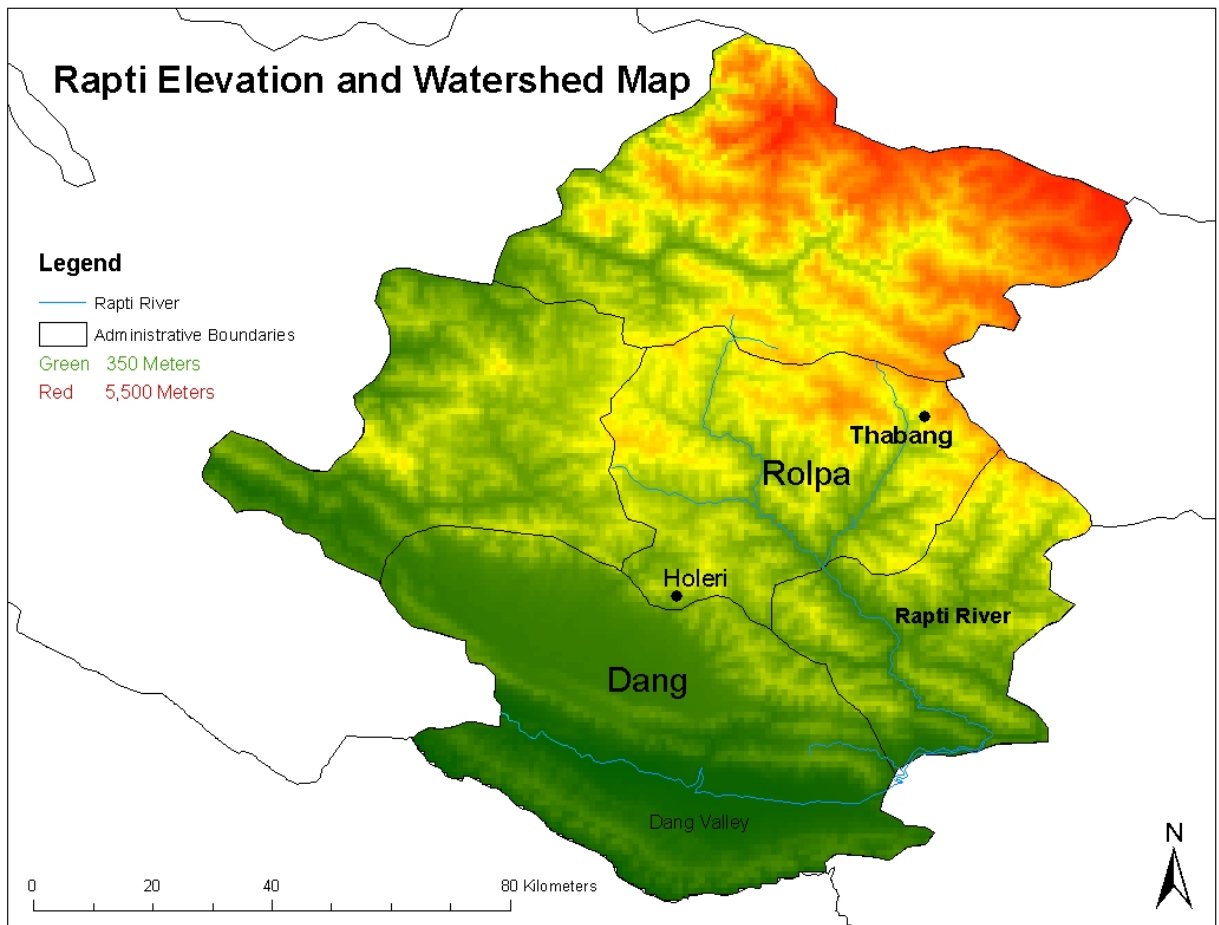 Rapti Elevation and Watershed Map
Legend
Rapti River
Administrative Boundaries
Green 350 Meters
Red 5,500 Meters
Thabang
Rolpa
Holeri
Rapti River
Dang
Dang Valley
N
0 20 40 80 Kilometers